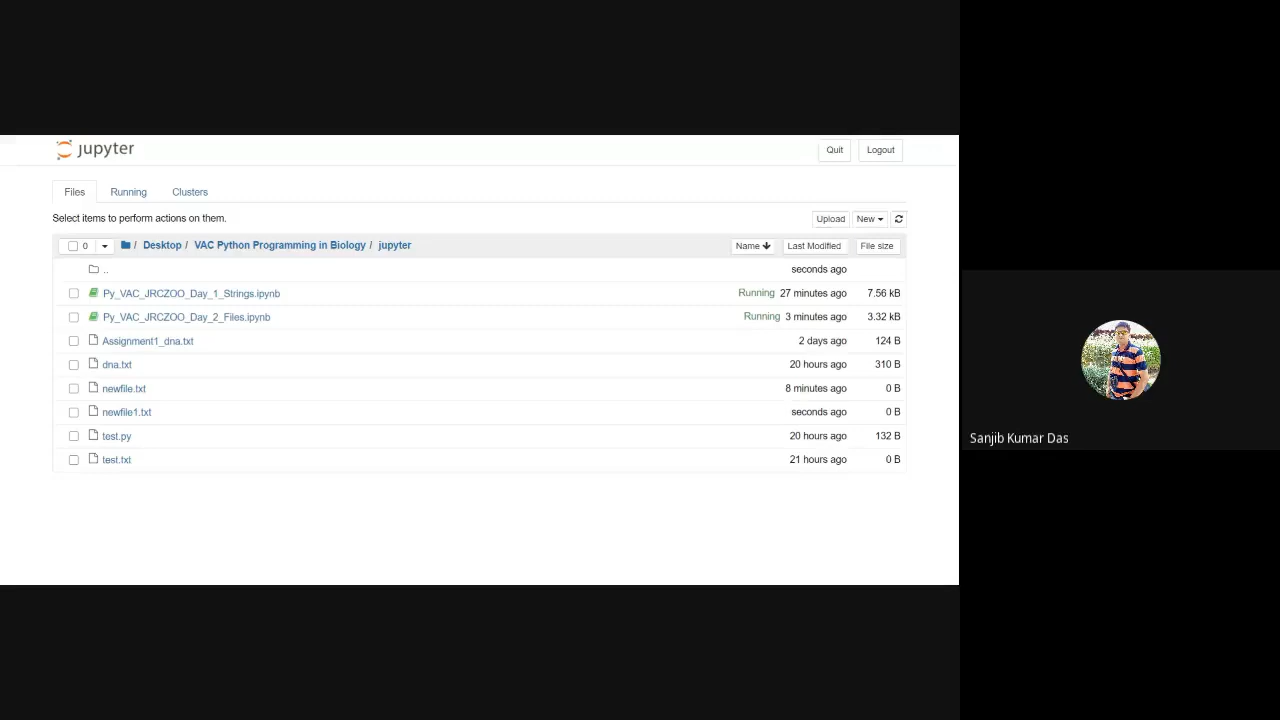 jupyter
Quit Logout
Files Running Clusters
Select items to perform actions on them.
Upload New
0 / Desktop / VAC Python Programming in Biology / jupyter Name Last Modified File size
.. seconds ago
Py_VAC_JRCZOO_Day_1_Strings.ipynb Running 27 minutes ago 7.56 kB
Py_VAC_JRCZOO_Day_2_Files.ipynb Running 3 minutes ago 3.32 kB
Assignment1_dna.txt 2 days ago 124 B
dna.txt 20 hours ago 310 B
newfile.txt 8 minutes ago 0 B
newfile1.txt seconds ago 0 B
test.py 20 hours ago 132 B
test.txt 21 hours ago 0 B
Sanjib Kumar Das